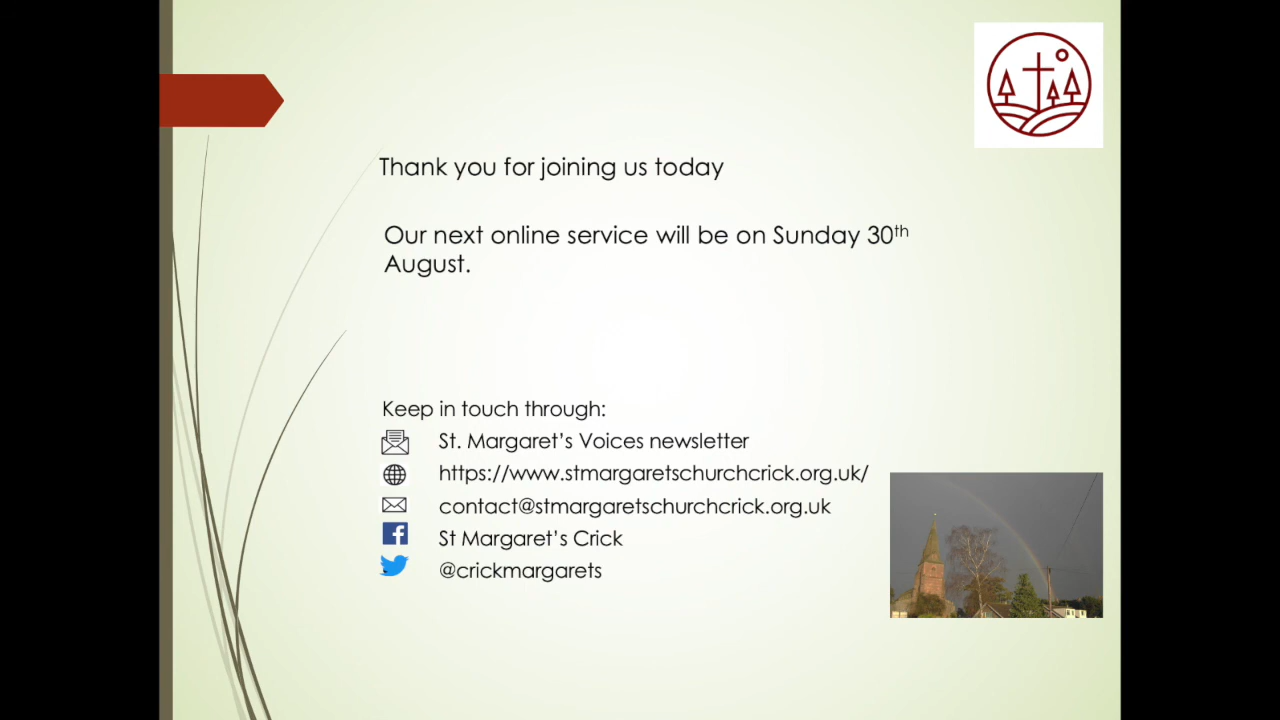 Thank you for joining us today
Our next online service will be on Sunday 30th
August.
Keep in touch through:
St. Margaret’s Voices newsletter
https://www.stmargaretschurchcrick.org.uk/
contact@stmargaretschurchcrick.org.uk
St Margaret’s Crick
@crickmargarets